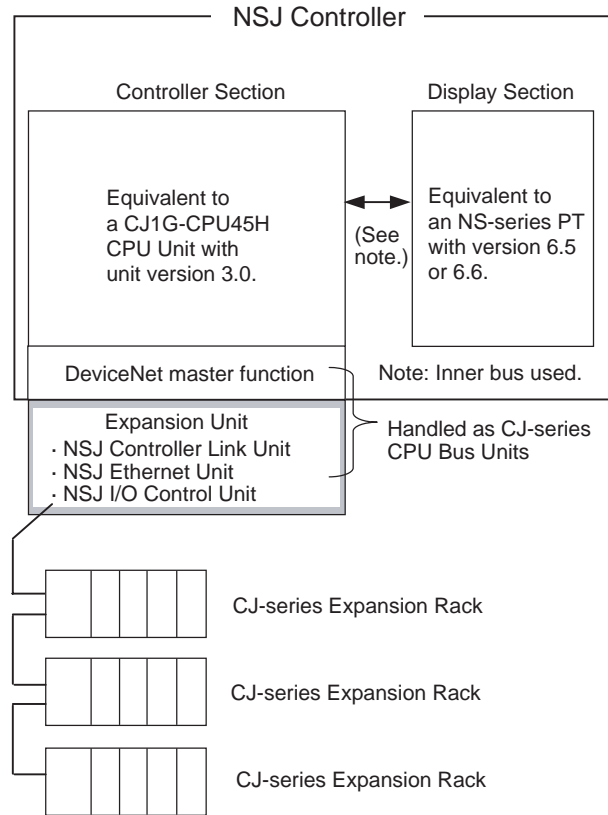 NSJ Controller
Controller Section
Display Section
Equivalent to
a CJ1G-CPU45H
CPU Unit with
unit version 3.0.
(See
note.)
Equivalent to
an NS-series PT
with version 6.5
or 6.6.
DeviceNet master function
Note: Inner bus used.
Expansion Unit
· NSJ Controller Link Unit
· NSJ Ethernet Unit
· NSJ I/O Control Unit
Handled as CJ-series
CPU Bus Units
CJ-series Expansion Rack
CJ-series Expansion Rack
CJ-series Expansion Rack